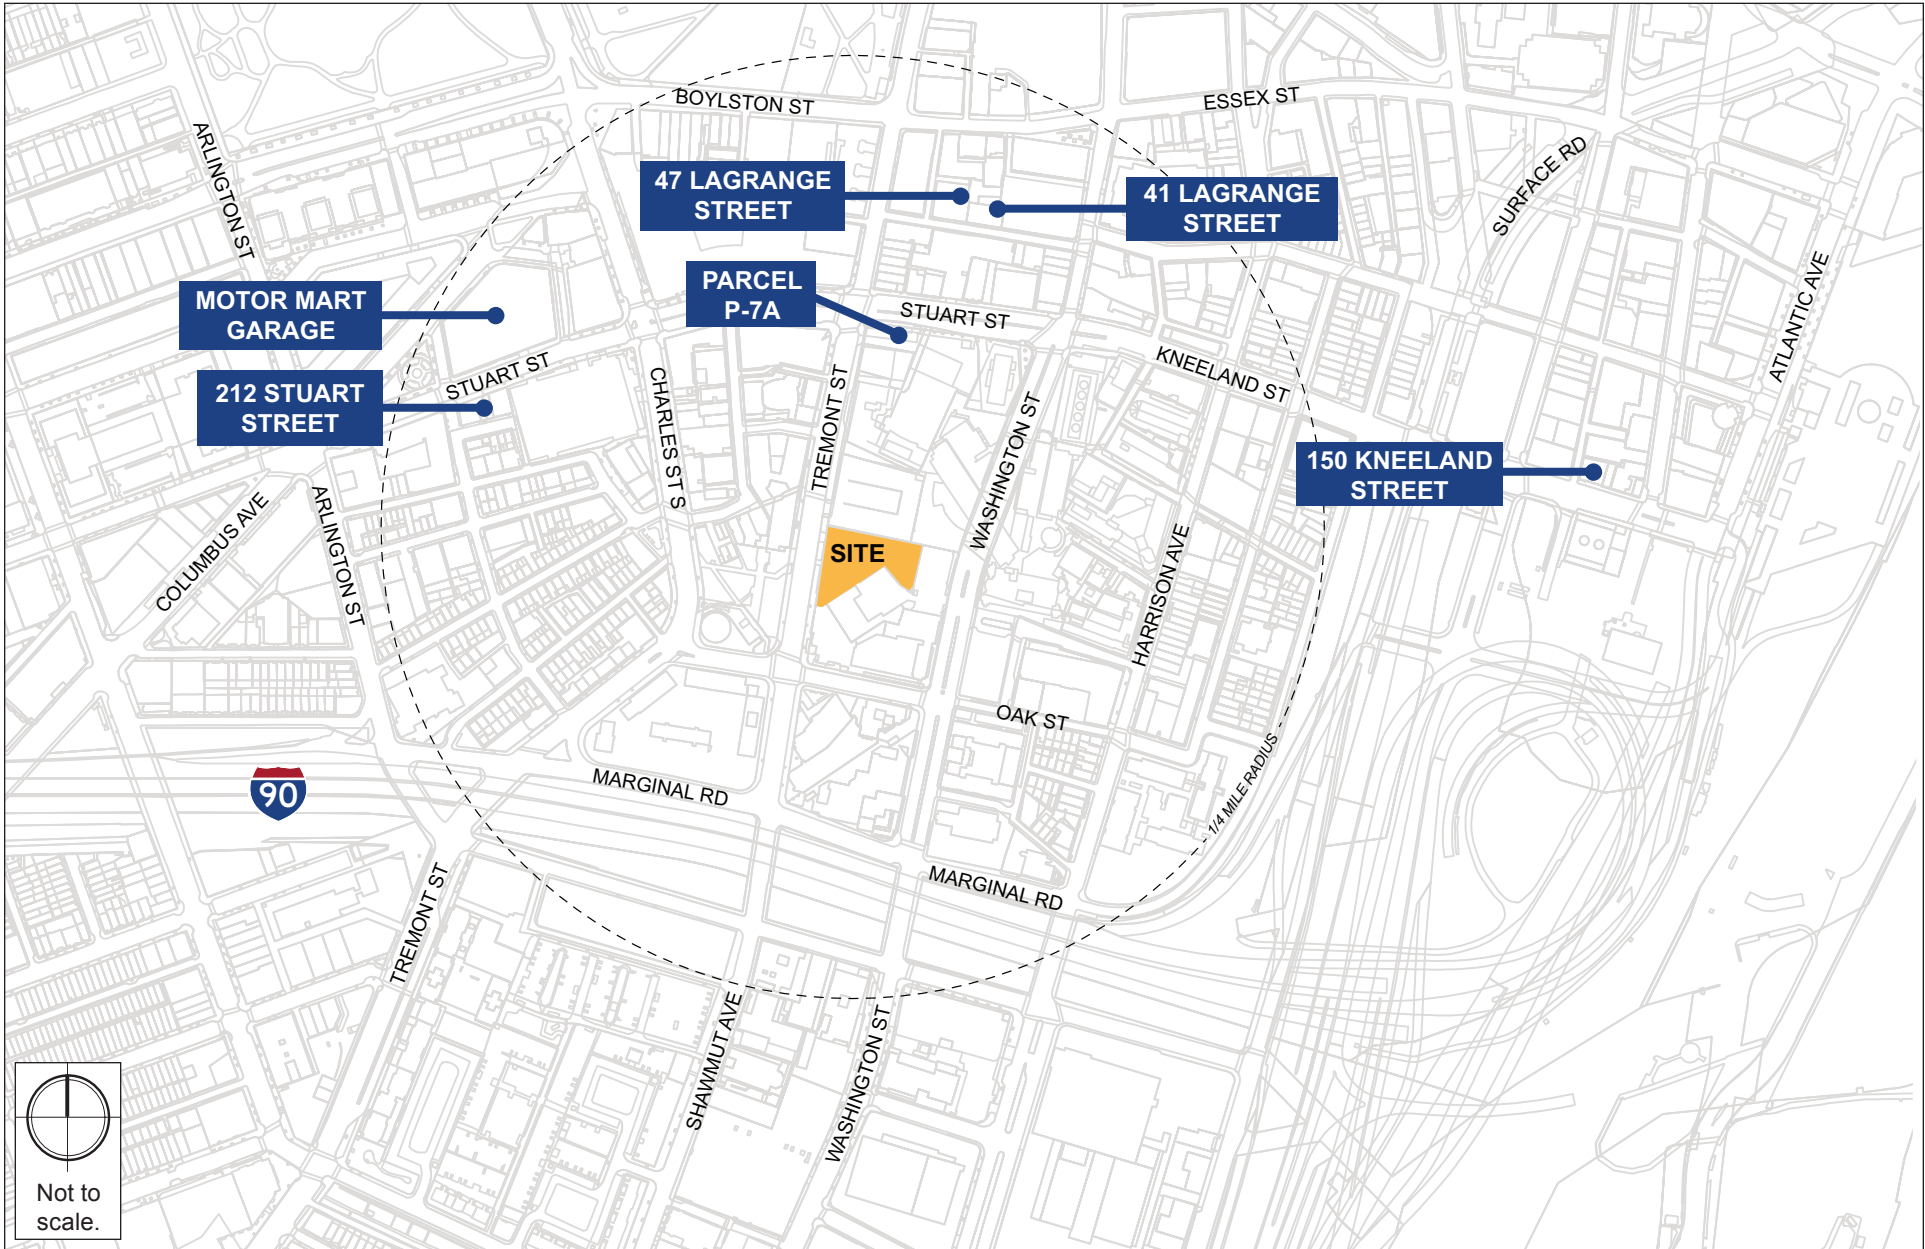 BOYLSTON ST
ESSEX ST
ARLINGTON ST
SURFACE RD
47 LAGRANGE
STREET
41 LAGRANGE
STREET
MOTOR MART
GARAGE
PARCEL
P-7A
STUART ST
ATLANTIC AVE
KNEELAND ST
STUART ST
212 STUART
STREET
CHARLES ST S
TREMONT ST
WASHINGTON ST
150 KNEELAND
STREET
COLUMBUS AVE
ARLINGTON ST
SITE
HARRISON AVE
OAK ST
1/4 MILE RADIUS
90
MARGINAL RD
MARGINAL RD
TREMONT ST
SHAWMUT AVE
WASHINGTON ST
Not to
scale.